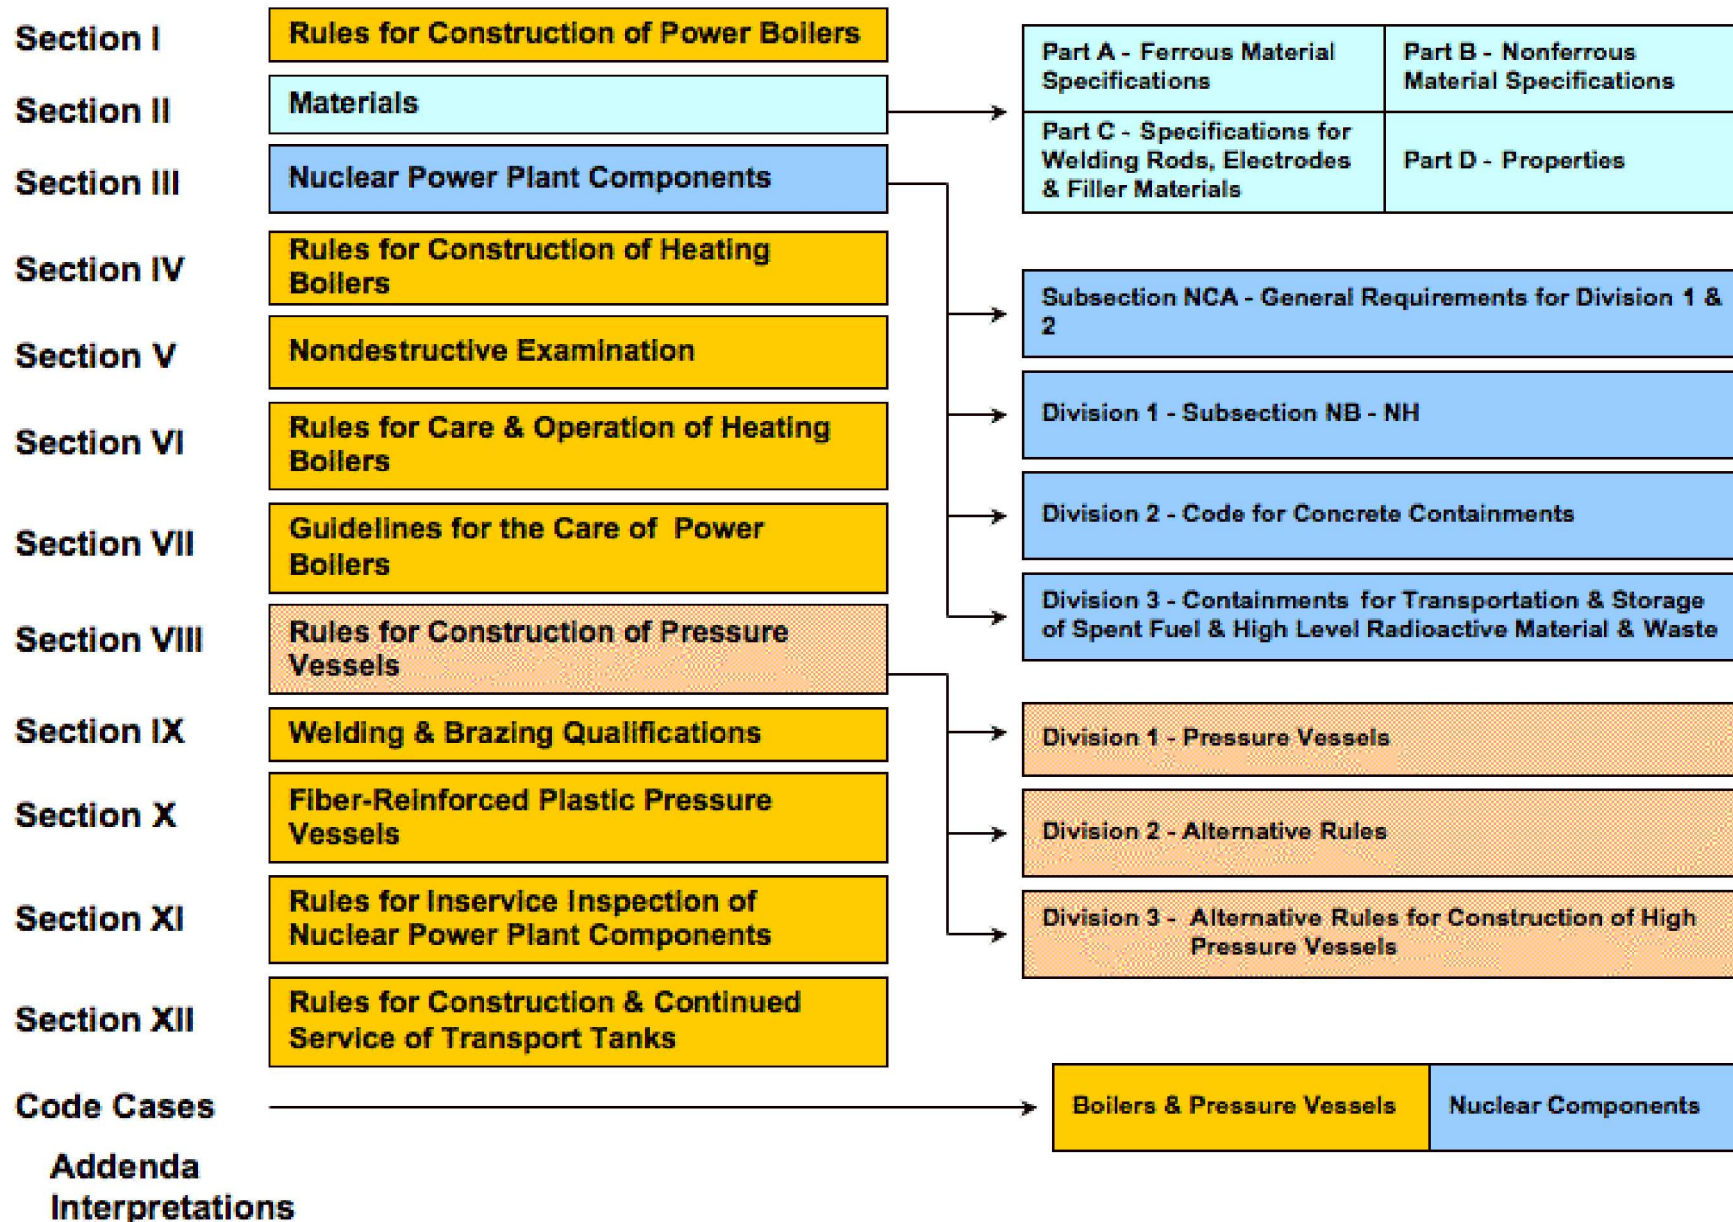 Section I
Rules for Construction of Power Boilers
Section II
Materials
Part A - Ferrous Material
Specifications
Part B - Nonferrous
Material Specifications
Part C - Specifications for
Welding Rods, Electrodes
& Filler Materials
Part D - Properties
Section III
Nuclear Power Plant Components
Subsection NCA - General Requirements for Division 1 &
2
Division 1 - Subsection NB - NH
Division 2 - Code for Concrete Containments
Division 3 - Containments for Transportation & Storage
of Spent Fuel & High Level Radioactive Material & Waste
Section IV
Rules for Construction of Heating
Boilers
Section V
Nondestructive Examination
Section VI
Rules for Care & Operation of Heating
Boilers
Section VII
Guidelines for the Care of Power
Boilers
Section VIII
Rules for Construction of Pressure
Vessels
Division 1 - Pressure Vessels
Division 2 - Alternative Rules
Division 3 - Alternative Rules for Construction of High
Pressure Vessels
Section IX
Welding & Brazing Qualifications
Section X
Fiber-Reinforced Plastic Pressure
Vessels
Section XI
Rules for Inservice Inspection of
Nuclear Power Plant Components
Section XII
Rules for Construction & Continued
Service of Transport Tanks
Code Cases
Boilers & Pressure Vessels
Nuclear Components
Addenda
Interpretations